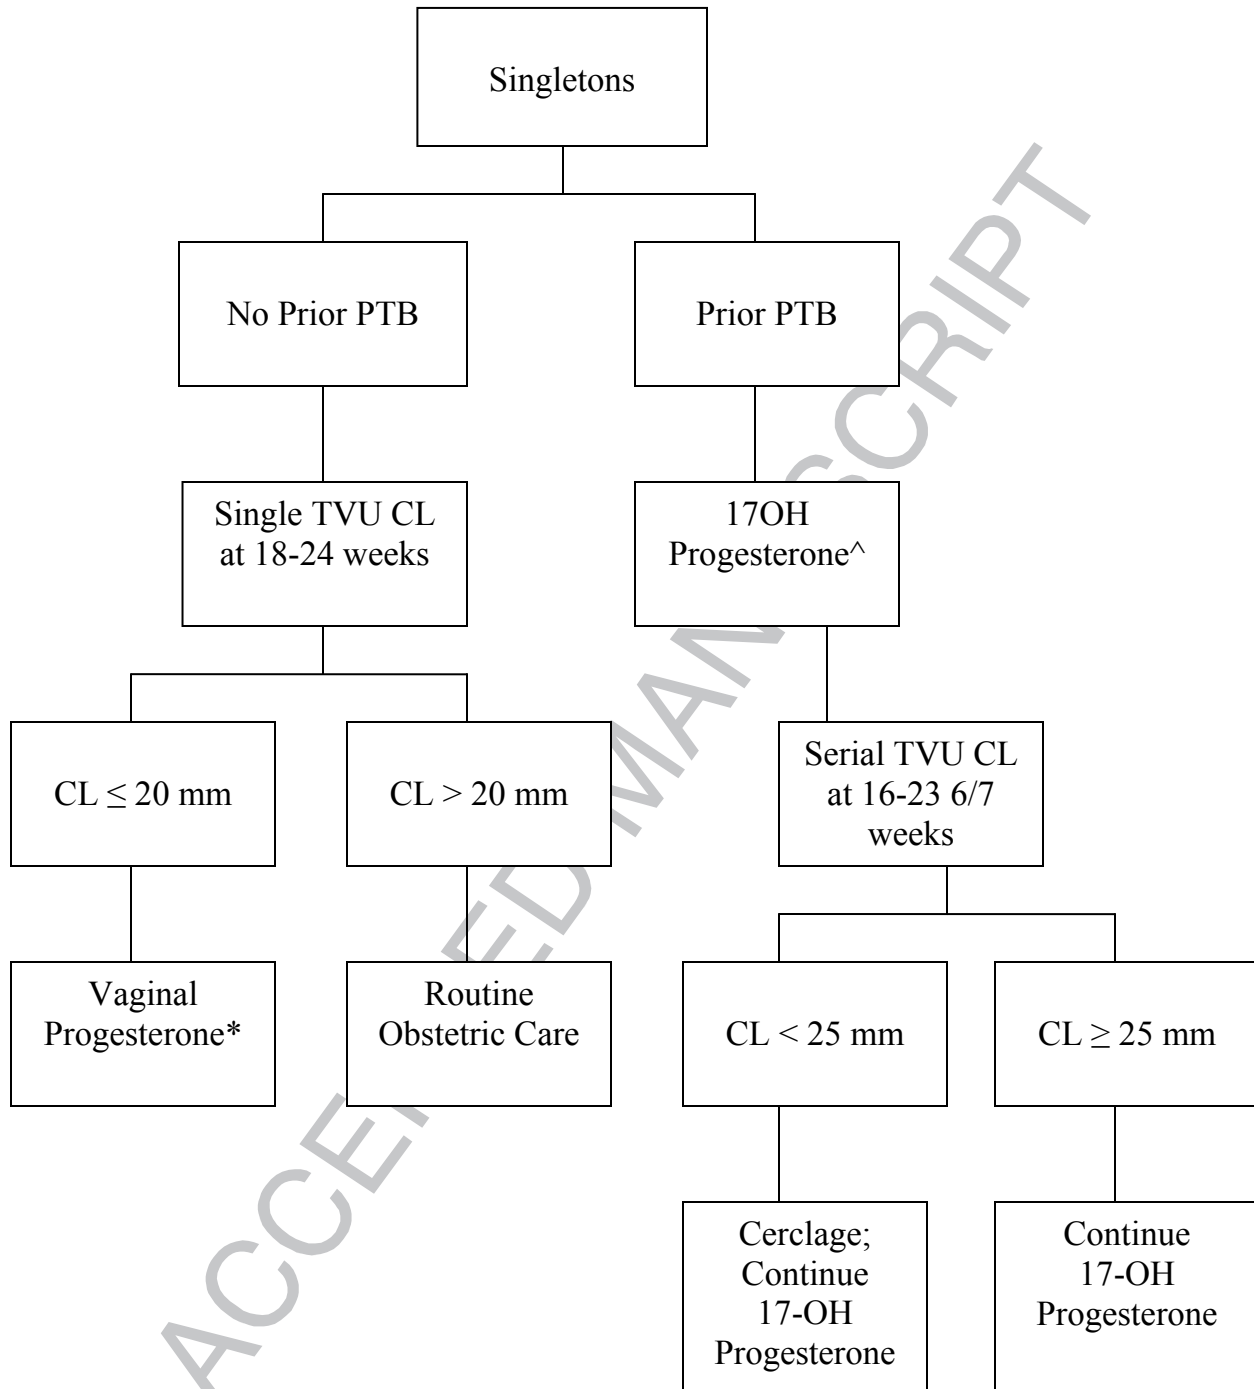 Singletons
No Prior PTB
Prior PTB
Single TVU CL
at 18-24 weeks
17OH
Progesterone^
Serial TVU CL
at 16-23 6/7
weeks
CL ≤ 20 mm
CL > 20 mm
Vaginal
Progesterone*
Routine
Obstetric Care
CL < 25 mm
CL ≥ 25 mm
Cerclage;
Continue
17-OH
Progesterone
Continue
17-OH
Progesterone
ACCEPTED MANUSCRIPT